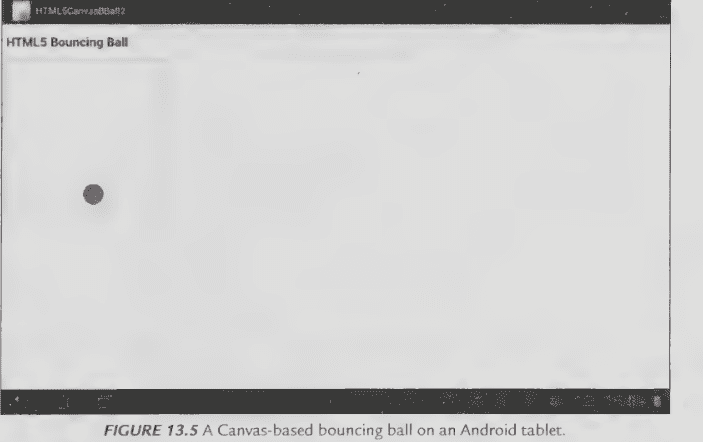 HTML5CanvasBBall2
HTML5 Bouncing Ball
FIGURE 13.5 A Canvas-based bouncing ball on an Android tablet.